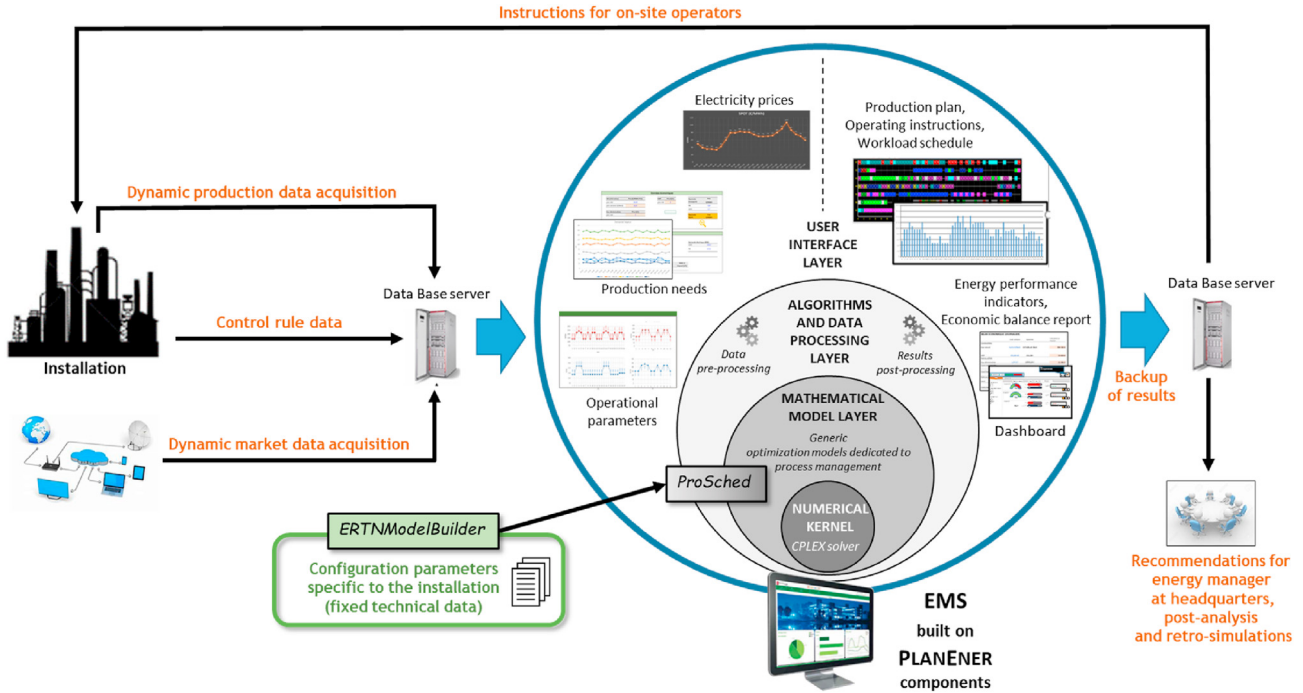 Instructions for on-site operators
Electricity prices
Production plan,
Operating instructions,
Workload schedule
Dynamic production data acquisition
USER
INTERFACE
LAYER
Data Base server
Production needs
Energy performance
indicators,
Economic balance report
Data Base server
Control rule data
Installation
ALGORITHMS
AND DATA
PROCESSING
LAYER
Data
pre-processing
Results
post-processing
Backup
of results
Operational
parameters
MATHEMATICAL
MODEL LAYER
Generic
optimization models dedicated to
process management
Dashboard
Dynamic market data acquisition
ProSched
NUMERICAL
KERNEL
CPLEX solver
ERTNModelBuilder
Configuration parameters
specific to the installation
(fixed technical data)
EMS
built on
PLANENER
components
Recommendations for
energy manager
at headquarters,
post-analysis
and retro-simulations